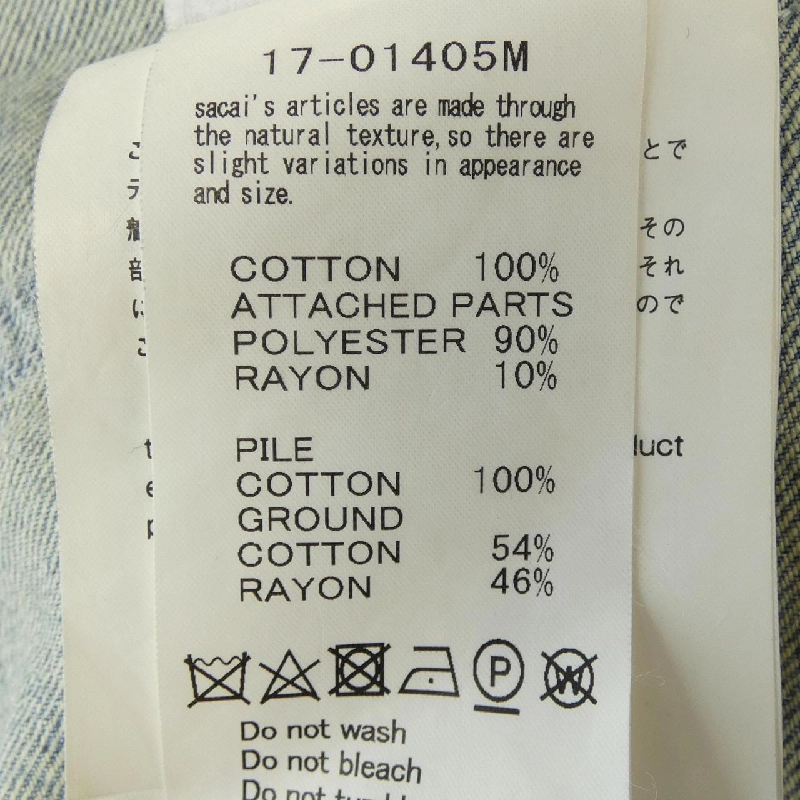 17-01405M
sacai's articles are made through
the natural texture, so there are
slight variations in appearance
and size.
COTTON 100%
ATTACHED PARTS
POLYESTER 90%
RAYON 10%
PILE
COTTON 100%
GROUND
COTTON 54%
RAYON 46%
P
W
Do not wash
Do not bleach
Do not
とで
その
それ
ので